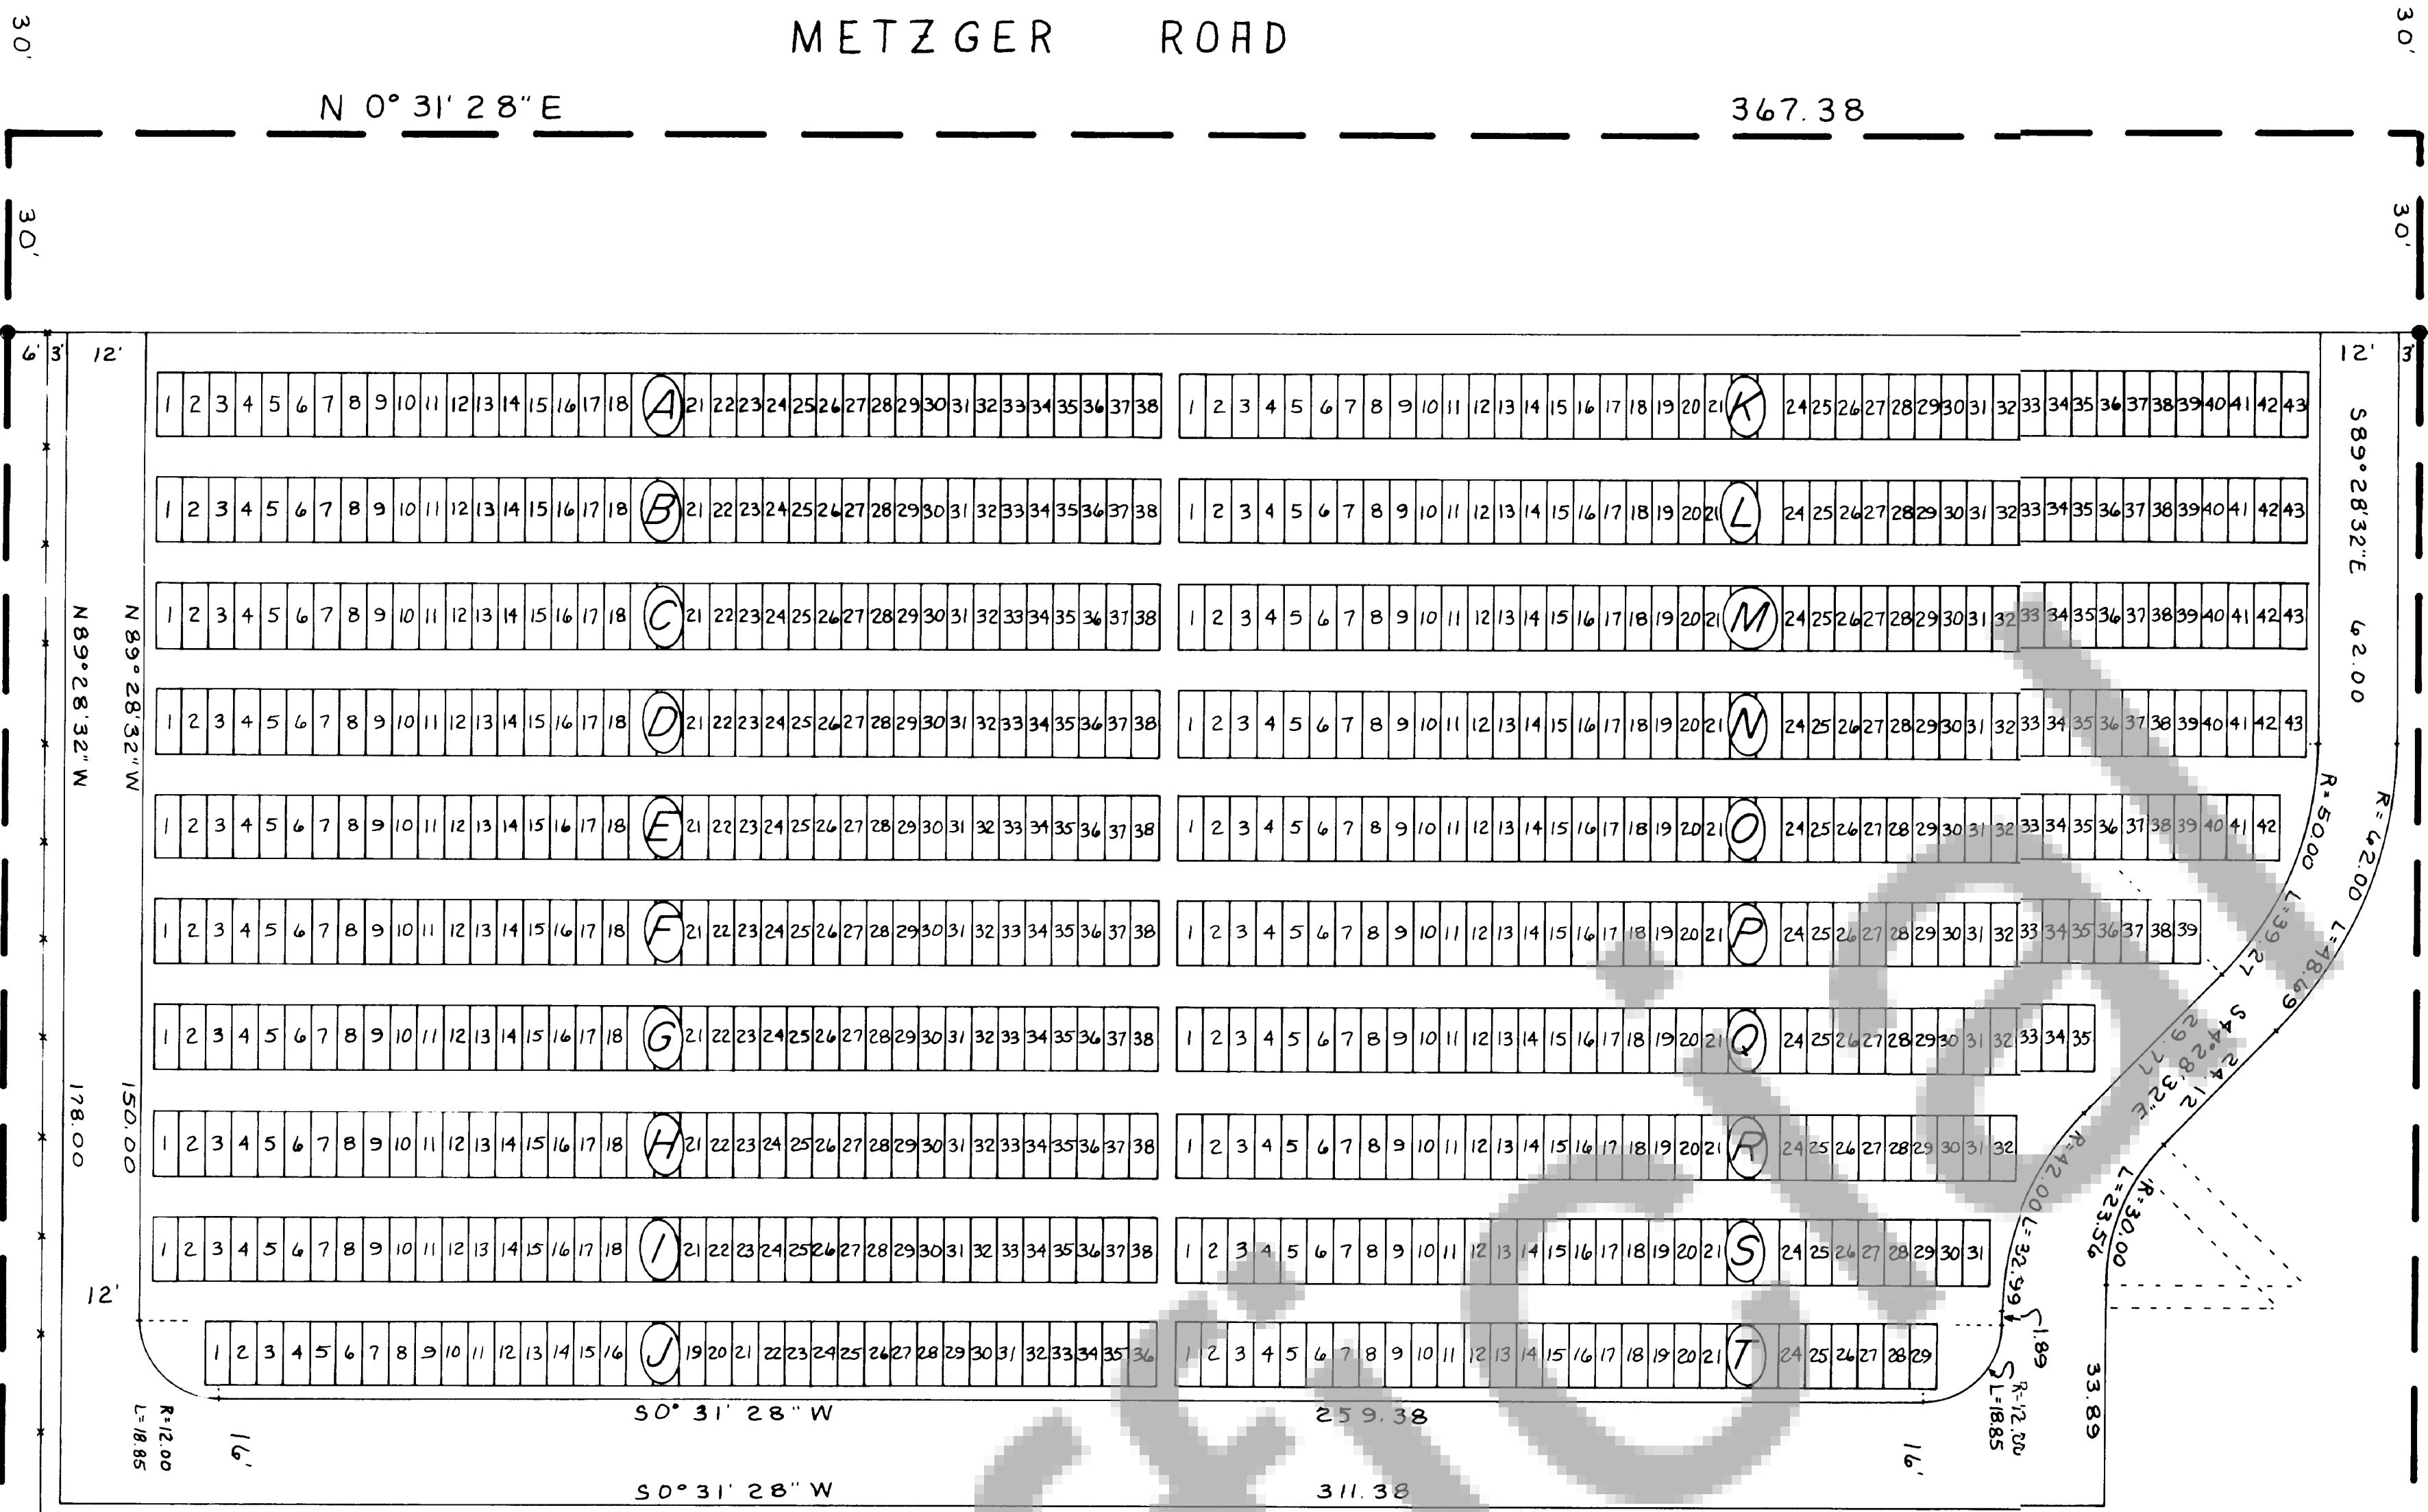 METZGER ROAD
30'
30'
N 0° 31' 28" E
367.38
30'
30'
6' 3' 12'
12' 3'
1 2 3 4 5 6 7 8 9 10 11 12 13 14 15 16 17 18 A 21 22 23 24 25 26 27 28 29 30 31 32 33 34 35 36 37 38
1 2 3 4 5 6 7 8 9 10 11 12 13 14 15 16 17 18 19 20 21 K 24 25 26 27 28 29 30 31 32 33 34 35 36 37 38 39 40 41 42 43
1 2 3 4 5 6 7 8 9 10 11 12 13 14 15 16 17 18 B 21 22 23 24 25 26 27 28 29 30 31 32 33 34 35 36 37 38
1 2 3 4 5 6 7 8 9 10 11 12 13 14 15 16 17 18 19 20 21 L 24 25 26 27 28 29 30 31 32 33 34 35 36 37 38 39 40 41 42 43
1 2 3 4 5 6 7 8 9 10 11 12 13 14 15 16 17 18 C 21 22 23 24 25 26 27 28 29 30 31 32 33 34 35 36 37 38
1 2 3 4 5 6 7 8 9 10 11 12 13 14 15 16 17 18 19 20 21 M 24 25 26 27 28 29 30 31 32 33 34 35 36 37 38 39 40 41 42 43
1 2 3 4 5 6 7 8 9 10 11 12 13 14 15 16 17 18 D 21 22 23 24 25 26 27 28 29 30 31 32 33 34 35 36 37 38
1 2 3 4 5 6 7 8 9 10 11 12 13 14 15 16 17 18 19 20 21 N 24 25 26 27 28 29 30 31 32 33 34 35 36 37 38 39 40 41 42 43
1 2 3 4 5 6 7 8 9 10 11 12 13 14 15 16 17 18 E 21 22 23 24 25 26 27 28 29 30 31 32 33 34 35 36 37 38
1 2 3 4 5 6 7 8 9 10 11 12 13 14 15 16 17 18 19 20 21 O 24 25 26 27 28 29 30 31 32 33 34 35 36 37 38 39 40 41 42
1 2 3 4 5 6 7 8 9 10 11 12 13 14 15 16 17 18 F 21 22 23 24 25 26 27 28 29 30 31 32 33 34 35 36 37 38
1 2 3 4 5 6 7 8 9 10 11 12 13 14 15 16 17 18 19 20 21 P 24 25 26 27 28 29 30 31 32 33 34 35 36 37 38 39
1 2 3 4 5 6 7 8 9 10 11 12 13 14 15 16 17 18 G 21 22 23 24 25 26 27 28 29 30 31 32 33 34 35 36 37 38
1 2 3 4 5 6 7 8 9 10 11 12 13 14 15 16 17 18 19 20 21 Q 24 25 26 27 28 29 30 31 32 33 34 35
1 2 3 4 5 6 7 8 9 10 11 12 13 14 15 16 17 18 H 21 22 23 24 25 26 27 28 29 30 31 32 33 34 35 36 37 38
1 2 3 4 5 6 7 8 9 10 11 12 13 14 15 16 17 18 19 20 21 R 24 25 26 27 28 29 30 31 32
1 2 3 4 5 6 7 8 9 10 11 12 13 14 15 16 17 18 I 21 22 23 24 25 26 27 28 29 30 31 32 33 34 35 36 37 38
1 2 3 4 5 6 7 8 9 10 11 12 13 14 15 16 17 18 19 20 21 S 24 25 26 27 28 29 30 31
1 2 3 4 5 6 7 8 9 10 11 12 13 14 15 16 J 19 20 21 22 23 24 25 26 27 28 29 30 31 32 33 34 35 36
1 2 3 4 5 6 7 8 9 10 11 12 13 14 15 16 17 18 19 20 21 T 24 25 26 27 28 29
N 89° 28' 32" W 178.00
N 89° 28' 32" W 150.00
12'
S 89° 28' 32" E 62.00
R=50.00 L=39.27
R=62.00 L=48.69
S 44° 28' 32" E
29.77
24.12
R=42.00 L=32.99
R=30.00
L=23.56
1.89
R=12.00
L=18.85
33.89
R=12.00
L=18.85
16'
S 0° 31' 28" W
259.38
16'
S 0° 31' 28" W
311.38